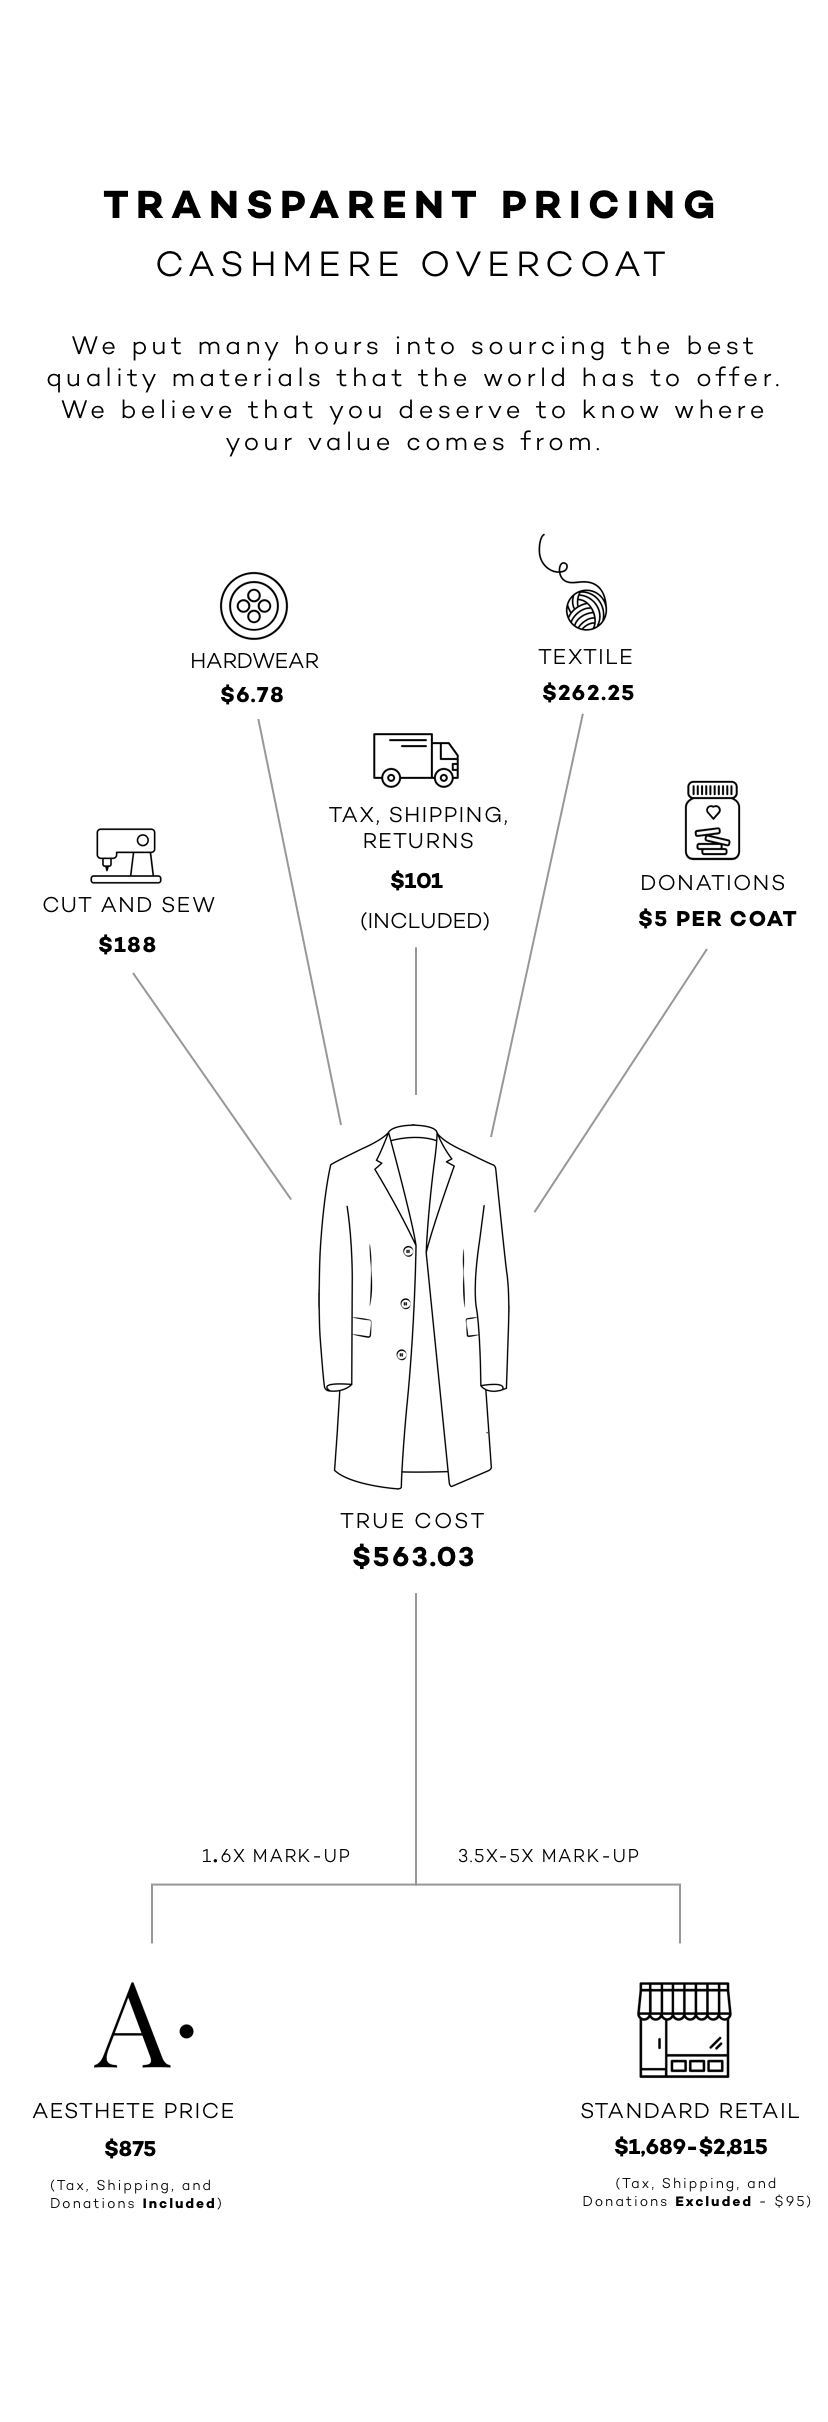 TRANSPARENT PRICING
CASHMERE OVERCOAT
We put many hours into sourcing the best
quality materials that the world has to offer.
We believe that you deserve to know where
your value comes from.
HARDWEAR
$6.78
TEXTILE
$262.25
TAX, SHIPPING,
RETURNS
$101
(INCLUDED)
CUT AND SEW
$188
DONATIONS
$5 PER COAT
TRUE COST
$563.03
1.6X MARK-UP
3.5X-5X MARK-UP
A.
AESTHETE PRICE
$875
(Tax, Shipping, and
Donations Included)
STANDARD RETAIL
$1,689-$2,815
(Tax, Shipping, and
Donations Excluded - $95)